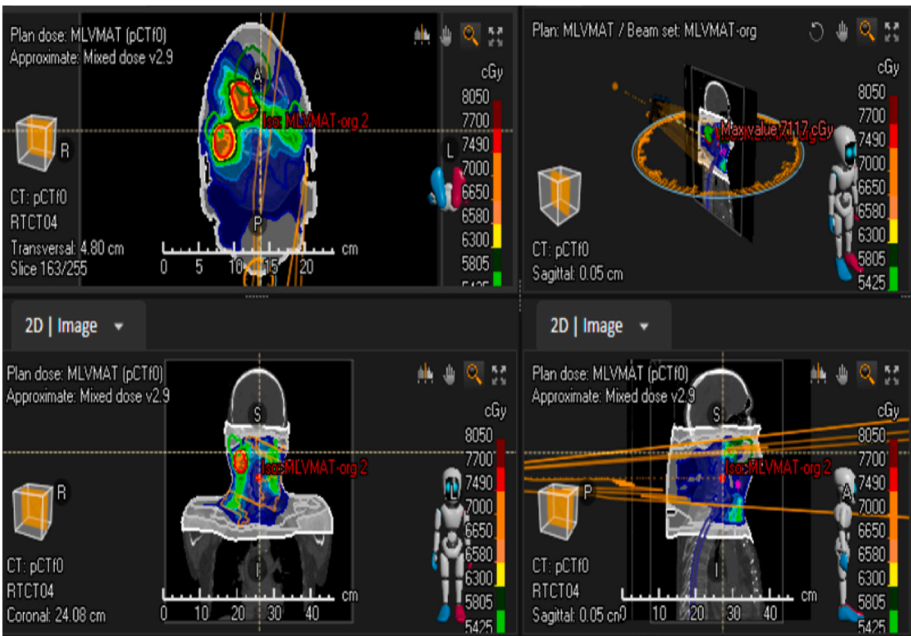 Plan dose: MLVMAT (pCTf0)
Approximate: Mixed dose v2.9
A
Iso: MLVMAT-org 2
R
L
P
CT: pCTf0
RTCT04
Transversal: 4.80 cm
Slice 163/255
0 5 10 15 20 cm
cGy
8050
7700
7490
7000
6650
6580
6300
5805
5425
Plan: MLVMAT / Beam set: MLVMAT-org
Max value 7117 cGy
CT: pCTf0
Sagittal: 0.05 cm
cGy
8050
7700
7490
7000
6650
6580
6300
5805
5425
2D | Image
Plan dose: MLVMAT (pCTf0)
Approximate: Mixed dose v2.9
S
Iso: MLVMAT-org 2
R
L
I
CT: pCTf0
RTCT04
Coronal: 24.08 cm
0 10 20 30 40 cm
cGy
8050
7700
7490
7000
6650
6580
6300
5805
5425
2D | Image
Plan dose: MLVMAT (pCTf0)
Approximate: Mixed dose v2.9
S
Iso: MLVMAT-org 2
P
A
I
CT: pCTf0
RTCT04
Sagittal: 0.05 cm
0 10 20 30 40 cm
cGy
8050
7700
7490
7000
6650
6580
6300
5805
5425